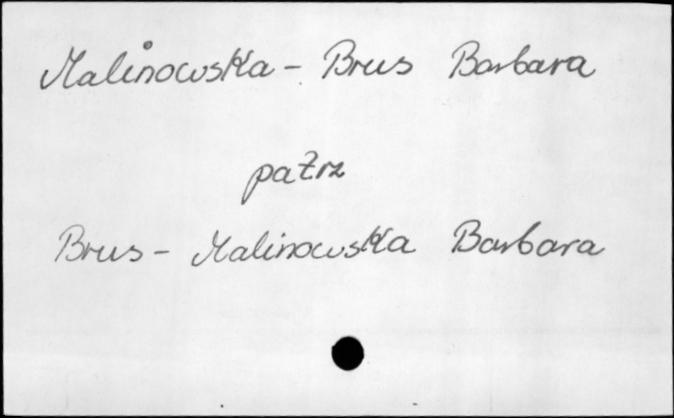 Malinowska - Brus Barbara
patrz
Brus - Malinowska Barbara